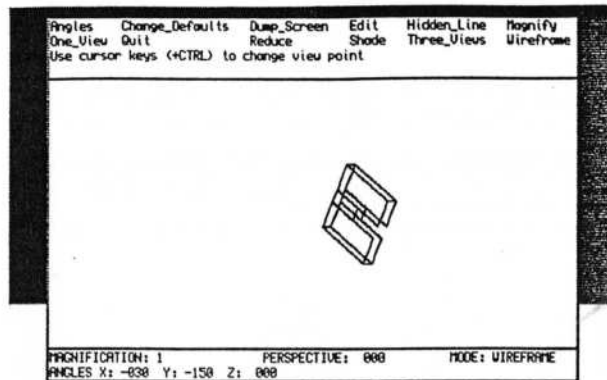 Angles Change_Defaults Dump_Screen Edit Hidden_Line Magnify
One_View Quit Reduce Shade Three_Views Wireframe
Use cursor keys (+CTRL) to change view point
MAGNIFICATION: 1 PERSPECTIVE: 000 MODE: WIREFRAME
ANGLES X: -030 Y: -150 Z: 000